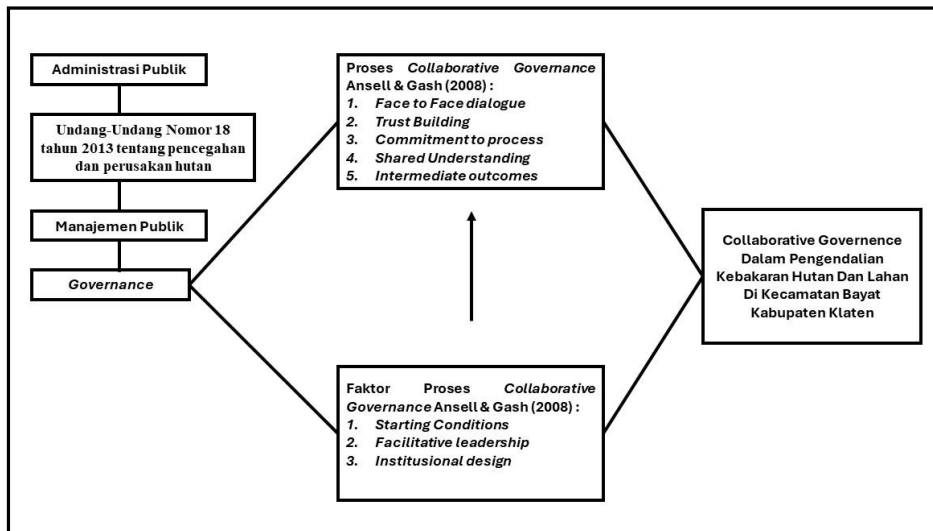 Administrasi Publik
Undang-Undang Nomor 18
tahun 2013 tentang pencegahan
dan perusakan hutan
Manajemen Publik
Governance
Proses Collaborative Governance
Ansell & Gash (2008) :
1. Face to Face dialogue
2. Trust Building
3. Commitment to process
4. Shared Understanding
5. Intermediate outcomes
Faktor Proses Collaborative
Governance Ansell & Gash (2008) :
1. Starting Conditions
2. Facilitative leadership
3. Institusional design
Collaborative Governence
Dalam Pengendalian
Kebakaran Hutan Dan Lahan
Di Kecamatan Bayat
Kabupaten Klaten